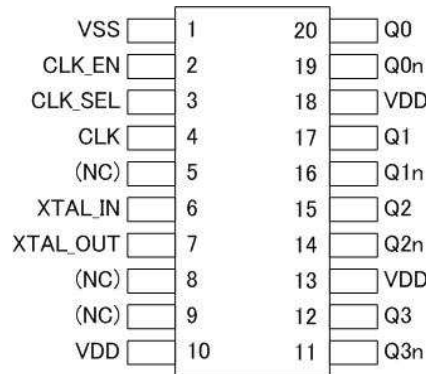 VSS 1 20 Q0
CLK_EN 2 19 Q0n
CLK_SEL 3 18 VDD
CLK 4 17 Q1
(NC) 5 16 Q1n
XTAL_IN 6 15 Q2
XTAL_OUT 7 14 Q2n
(NC) 8 13 VDD
(NC) 9 12 Q3
VDD 10 11 Q3n